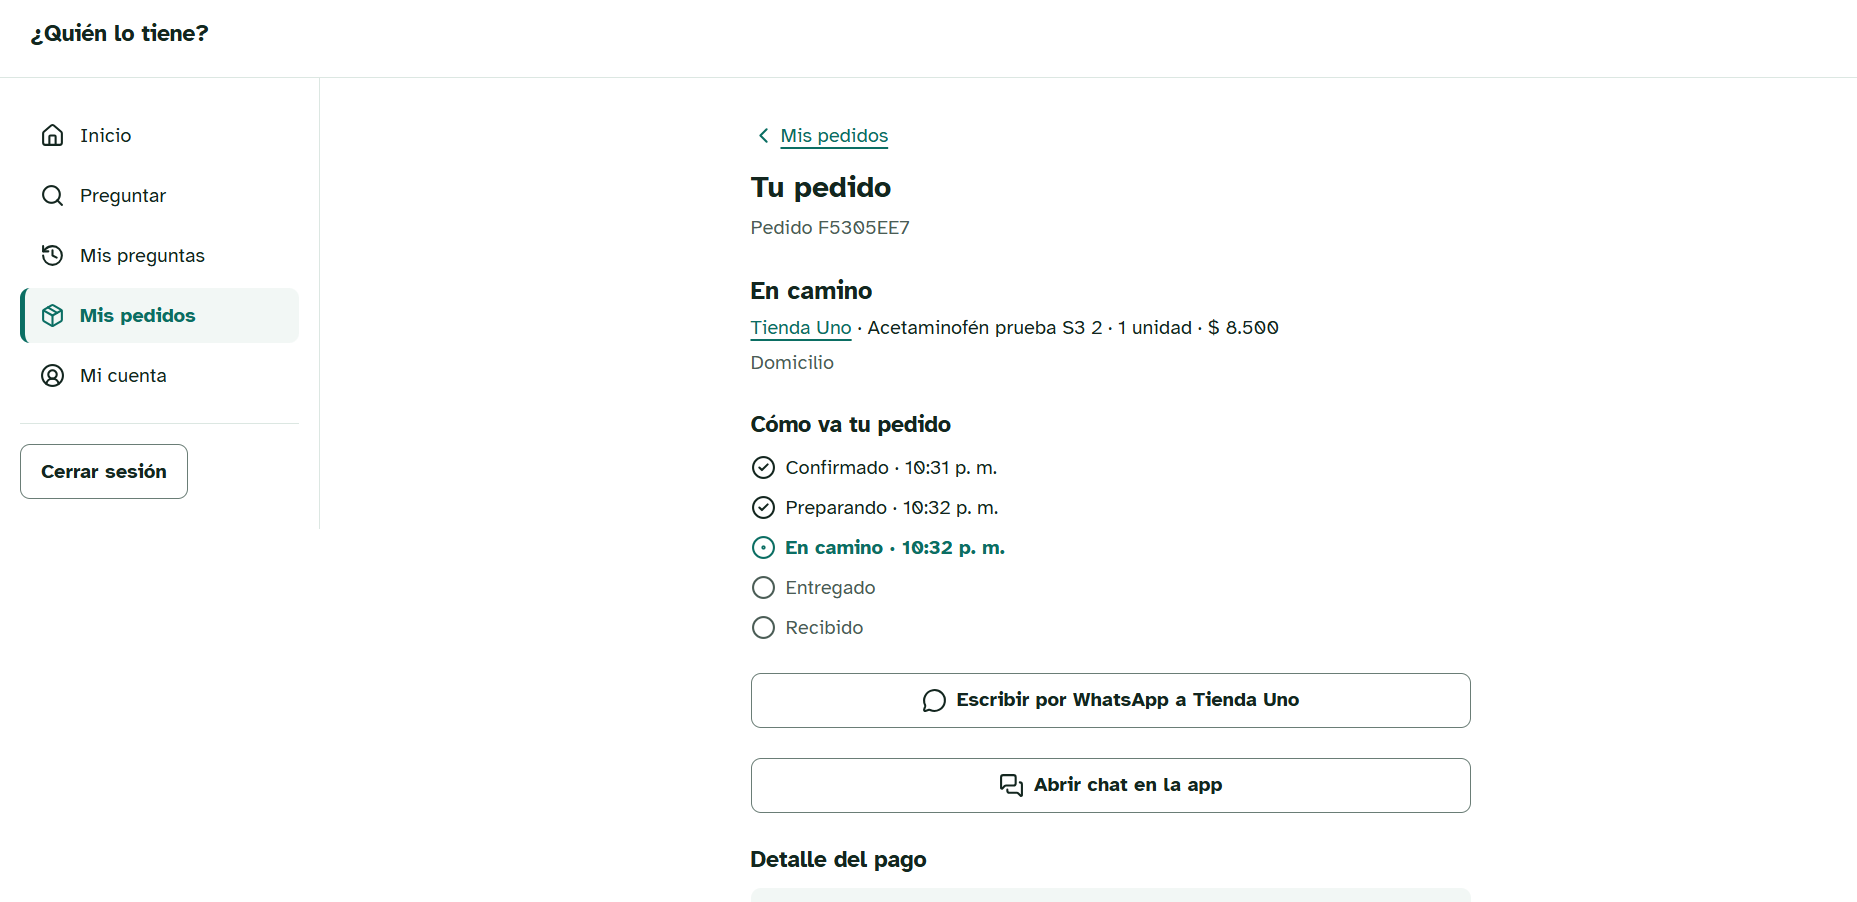 ¿Quién lo tiene?
Inicio
Preguntar
Mis preguntas
Mis pedidos
Mi cuenta
Cerrar sesión
Mis pedidos
Tu pedido
Pedido F5305EE7
En camino
Tienda Uno · Acetaminofén prueba S3 2 · 1 unidad · $ 8.500
Domicilio
Cómo va tu pedido
Confirmado · 10:31 p. m.
Preparando · 10:32 p. m.
En camino · 10:32 p. m.
Entregado
Recibido
Escribir por WhatsApp a Tienda Uno
Abrir chat en la app
Detalle del pago